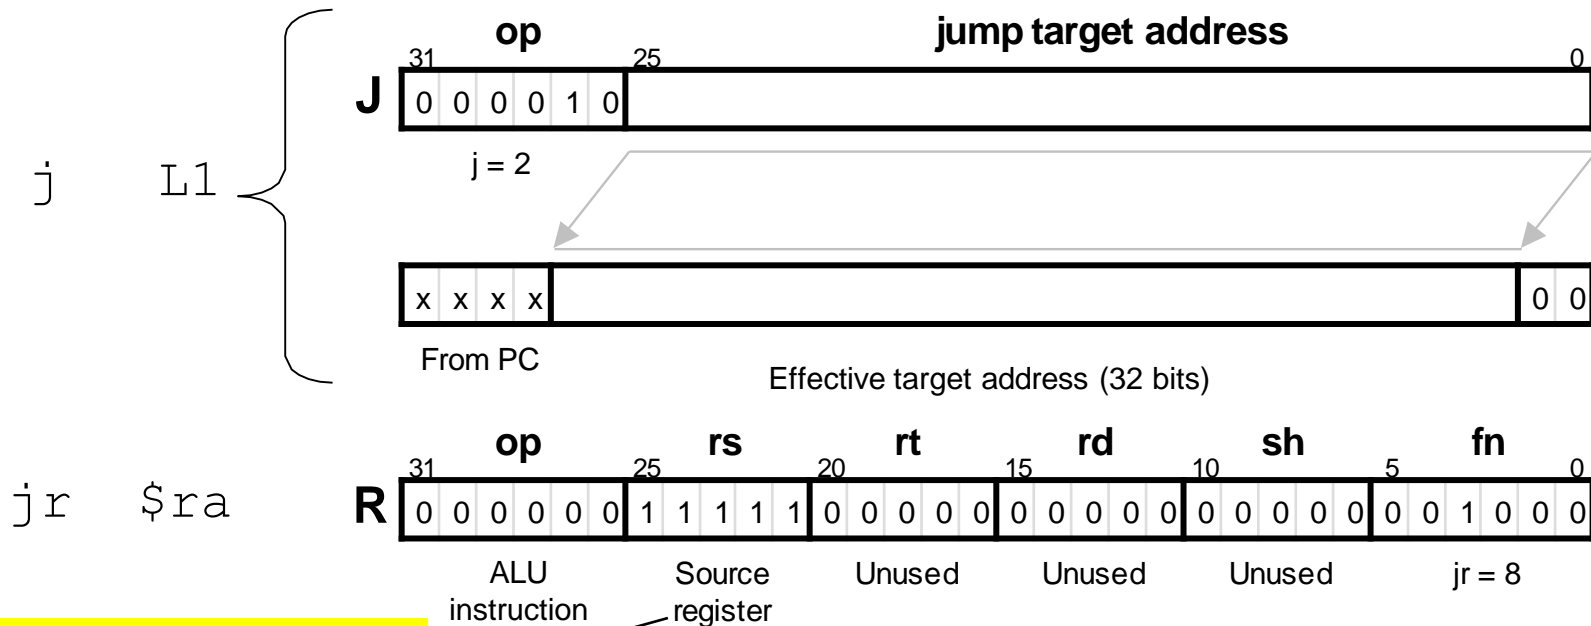 op jump target address
31 25 0
J 0 0 0 0 1 0
j = 2
j L1
x x x x 0 0
From PC
Effective target address (32 bits)
op rs rt rd sh fn
31 25 20 15 10 5 0
jr $ra R 0 0 0 0 0 0 1 1 1 1 1 0 0 0 0 0 0 0 0 0 0 0 0 0 0 0 0 0 1 0 0 0
ALU Source Unused Unused Unused jr = 8
instruction register